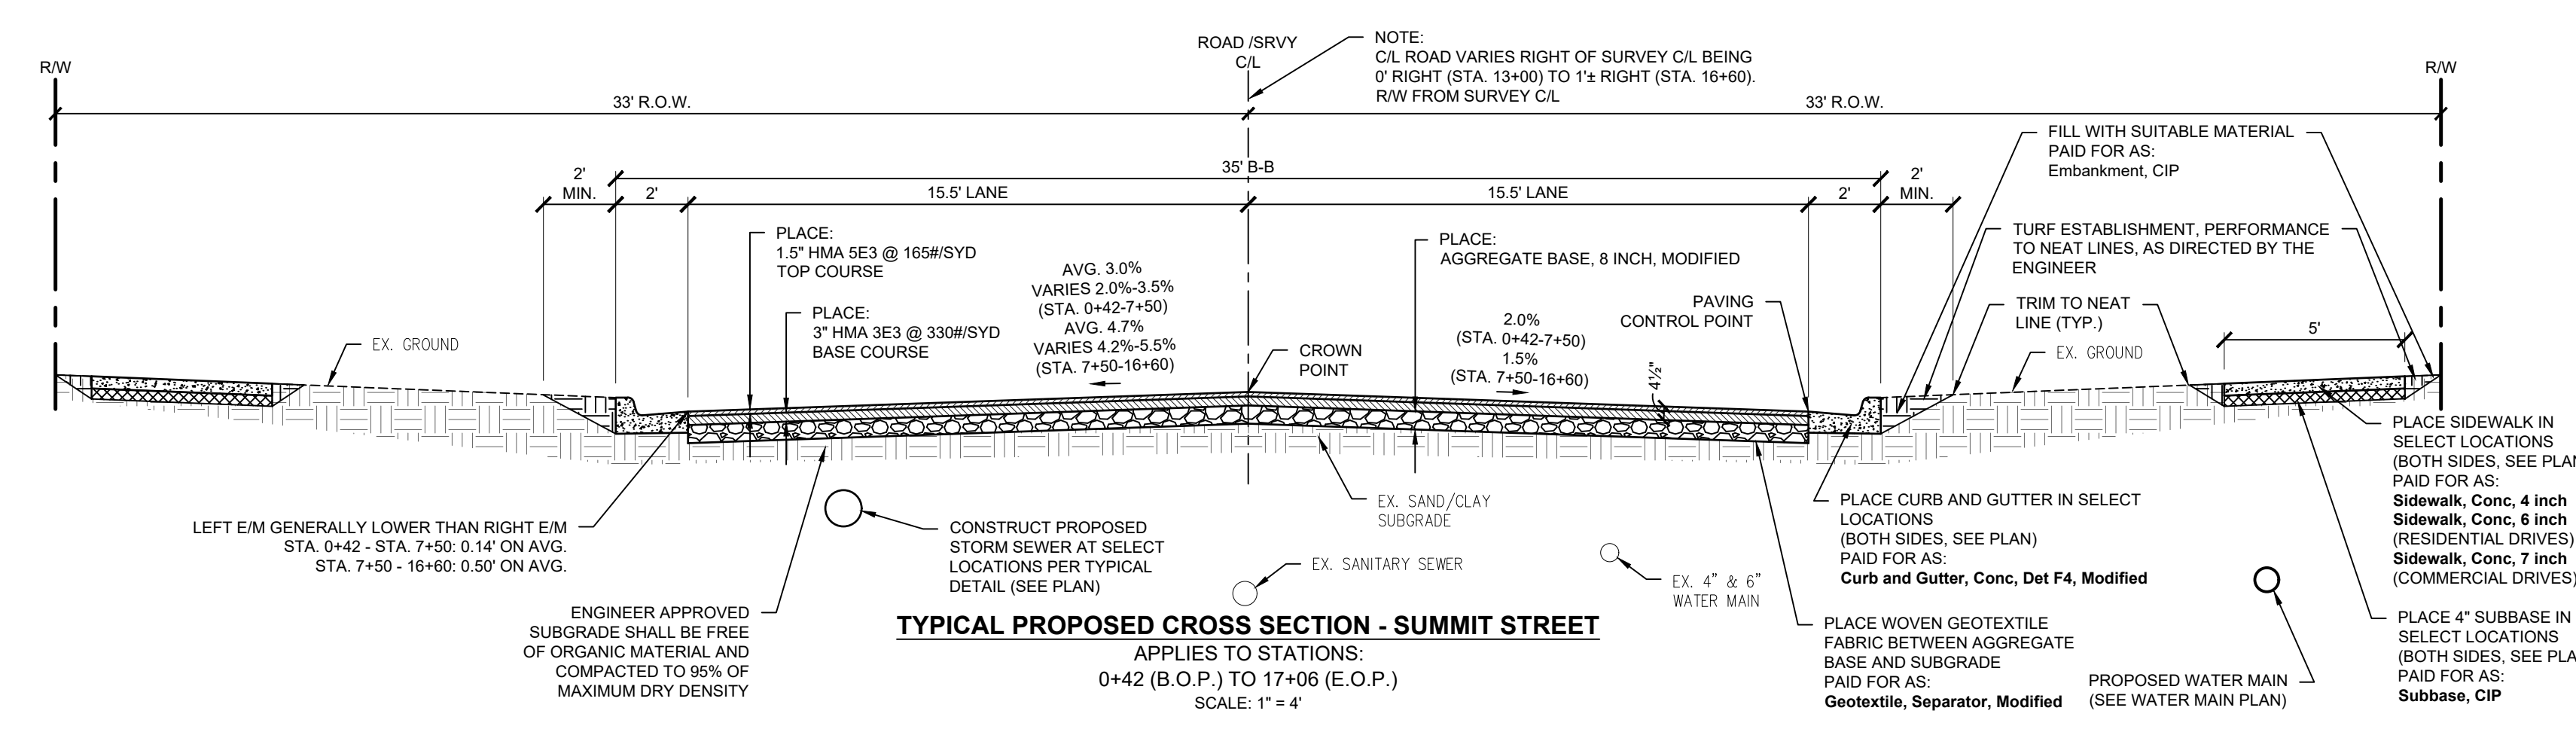 ROAD /SRVY
C/L
NOTE:
C/L ROAD VARIES RIGHT OF SURVEY C/L BEING
0' RIGHT (STA. 13+00) TO 1'± RIGHT (STA. 16+60).
R/W FROM SURVEY C/L
R/W
R/W
33' R.O.W.
33' R.O.W.
35' B-B
2'
MIN.
2'
15.5' LANE
15.5' LANE
2'
2'
MIN.
FILL WITH SUITABLE MATERIAL
PAID FOR AS:
Embankment, CIP
TURF ESTABLISHMENT, PERFORMANCE
TO NEAT LINES, AS DIRECTED BY THE
ENGINEER
TRIM TO NEAT
LINE (TYP.)
5'
EX. GROUND
PLACE:
1.5" HMA 5E3 @ 165#/SYD
TOP COURSE
PLACE:
3" HMA 3E3 @ 330#/SYD
BASE COURSE
AVG. 3.0%
VARIES 2.0%-3.5%
(STA. 0+42-7+50)
AVG. 4.7%
VARIES 4.2%-5.5%
(STA. 7+50-16+60)
CROWN
POINT
PLACE:
AGGREGATE BASE, 8 INCH, MODIFIED
2.0%
(STA. 0+42-7+50)
1.5%
(STA. 7+50-16+60)
PAVING
CONTROL POINT
4½"
EX. GROUND
LEFT E/M GENERALLY LOWER THAN RIGHT E/M
STA. 0+42 - STA. 7+50: 0.14' ON AVG.
STA. 7+50 - 16+60: 0.50' ON AVG.
ENGINEER APPROVED
SUBGRADE SHALL BE FREE
OF ORGANIC MATERIAL AND
COMPACTED TO 95% OF
MAXIMUM DRY DENSITY
CONSTRUCT PROPOSED
STORM SEWER AT SELECT
LOCATIONS PER TYPICAL
DETAIL (SEE PLAN)
EX. SAND/CLAY
SUBGRADE
EX. SANITARY SEWER
EX. 4" & 6"
WATER MAIN
PLACE CURB AND GUTTER IN SELECT
LOCATIONS
(BOTH SIDES, SEE PLAN)
PAID FOR AS:
Curb and Gutter, Conc, Det F4, Modified
PLACE WOVEN GEOTEXTILE
FABRIC BETWEEN AGGREGATE
BASE AND SUBGRADE
PAID FOR AS:
Geotextile, Separator, Modified
PROPOSED WATER MAIN
(SEE WATER MAIN PLAN)
PLACE SIDEWALK IN
SELECT LOCATIONS
(BOTH SIDES, SEE PLA
PAID FOR AS:
Sidewalk, Conc, 4 inch
Sidewalk, Conc, 6 inch
(RESIDENTIAL DRIVES)
Sidewalk, Conc, 7 inch
(COMMERCIAL DRIVES)
PLACE 4" SUBBASE IN
SELECT LOCATIONS
(BOTH SIDES, SEE PLA
PAID FOR AS:
Subbase, CIP
TYPICAL PROPOSED CROSS SECTION - SUMMIT STREET
APPLIES TO STATIONS:
0+42 (B.O.P.) TO 17+06 (E.O.P.)
SCALE: 1" = 4'